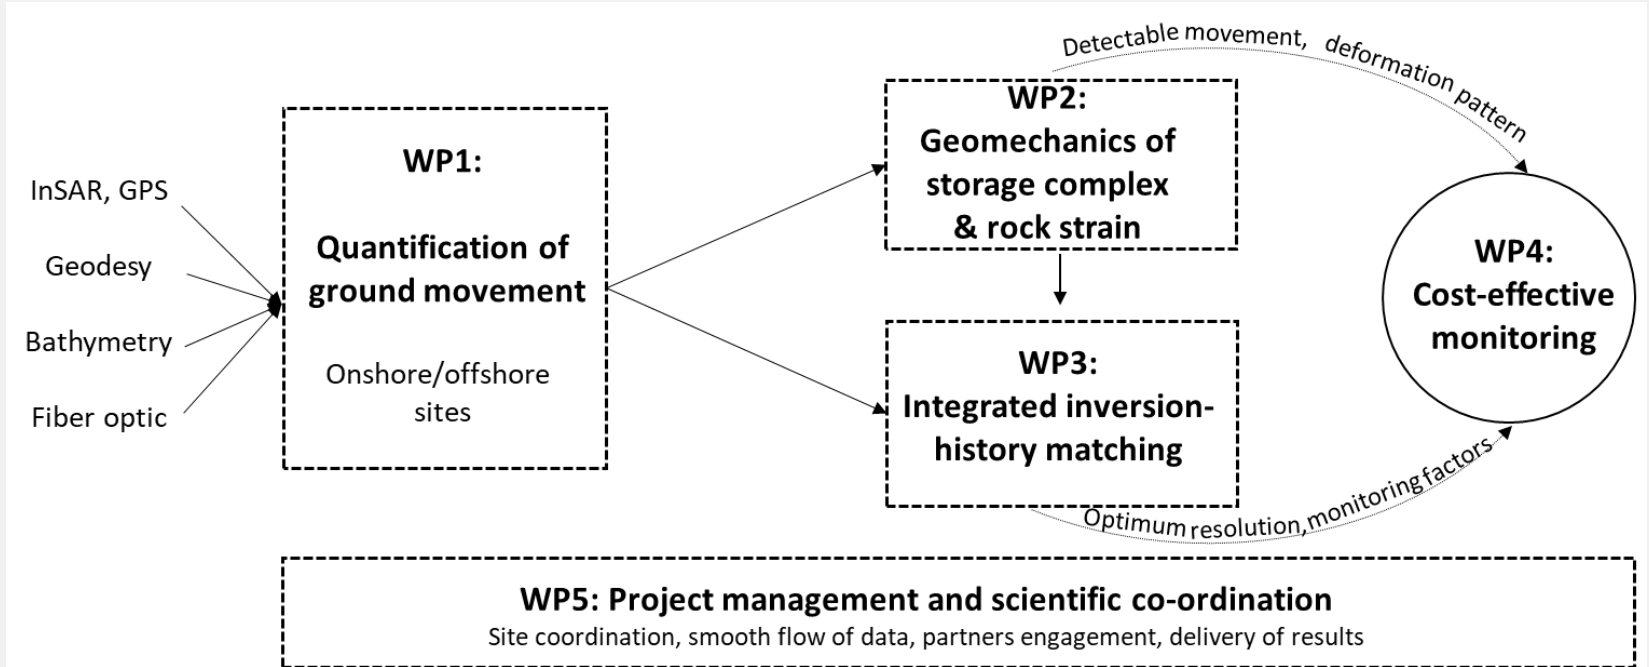 InSAR, GPS
Geodesy
Bathymetry
Fiber optic
WP1:
Quantification of
ground movement
Onshore/offshore
sites
WP2:
Geomechanics of
storage complex
& rock strain
WP3:
Integrated inversion-
history matching
Detectable movement, deformation pattern
WP4:
Cost-effective
monitoring
Optimum resolution, monitoring factors
WP5: Project management and scientific co-ordination
Site coordination, smooth flow of data, partners engagement, delivery of results